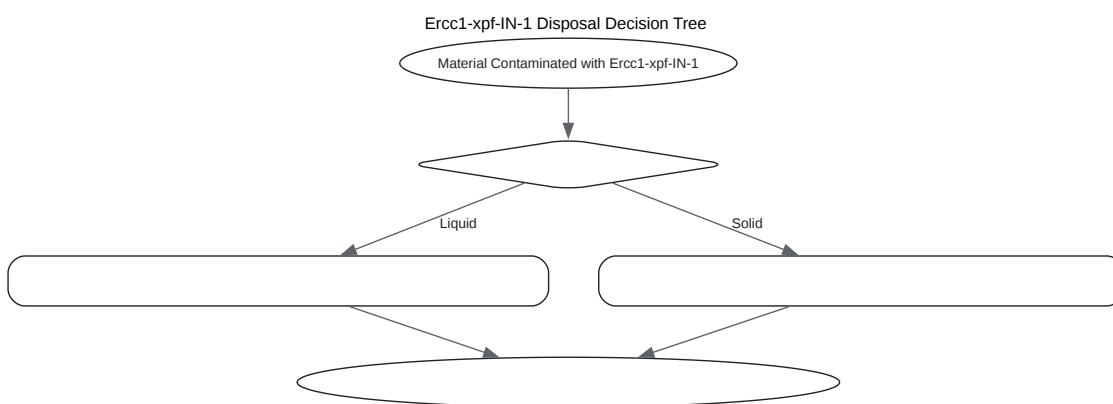 Ercc1-xpf-IN-1 Disposal Decision Tree
Material Contaminated with Ercc1-xpf-IN-1
Liquid
Solid